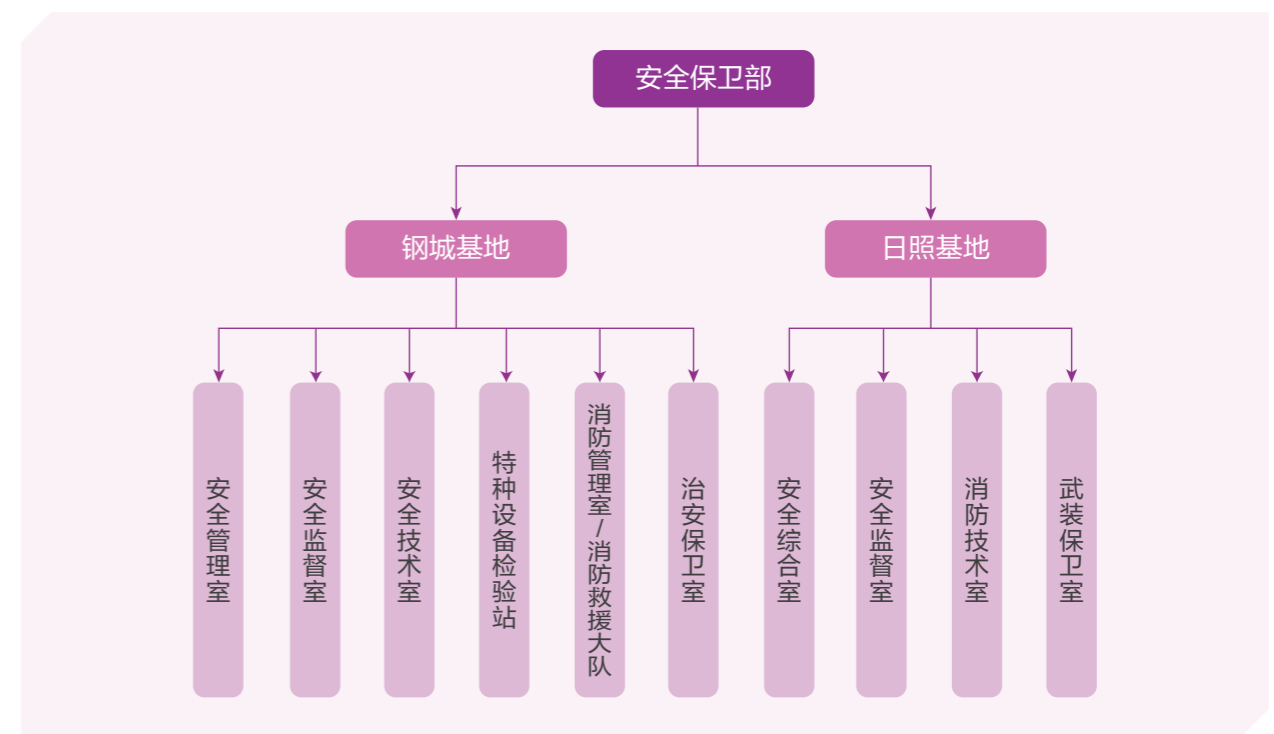 安全保卫部
钢城基地
日照基地
安全管理室
安全监督室
安全技术室
特种设备检验站
消防管理室/消防救援大队
治安保卫室
安全综合室
安全监督室
消防技术室
武装保卫室